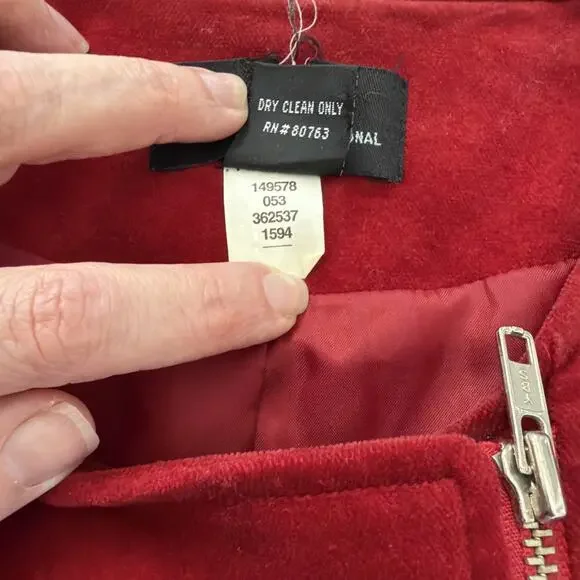 DRY CLEAN ONLY
RN#80763
NAL
149578
053
362537
1594